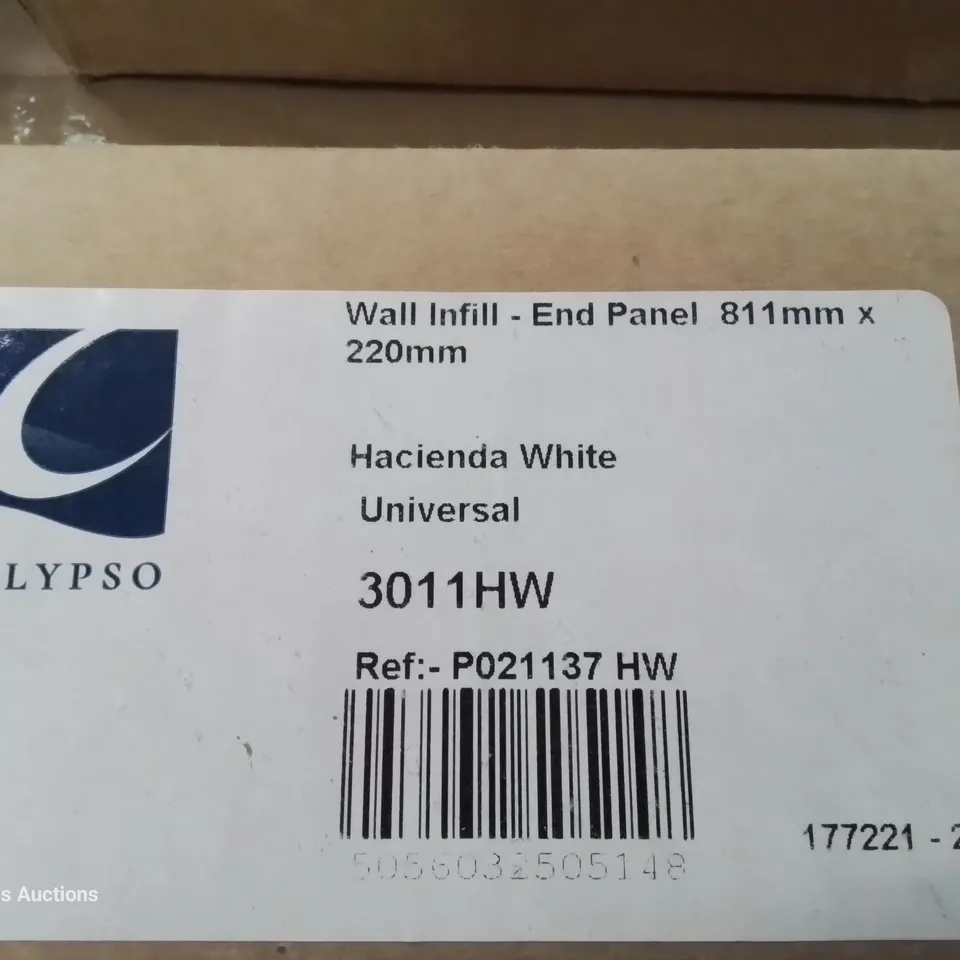 Wall Infill - End Panel 811mm x
220mm
Hacienda White
Universal
LYPSO
3011HW
Ref:- P021137 HW
5056032505148
177221 - 2
s Auctions